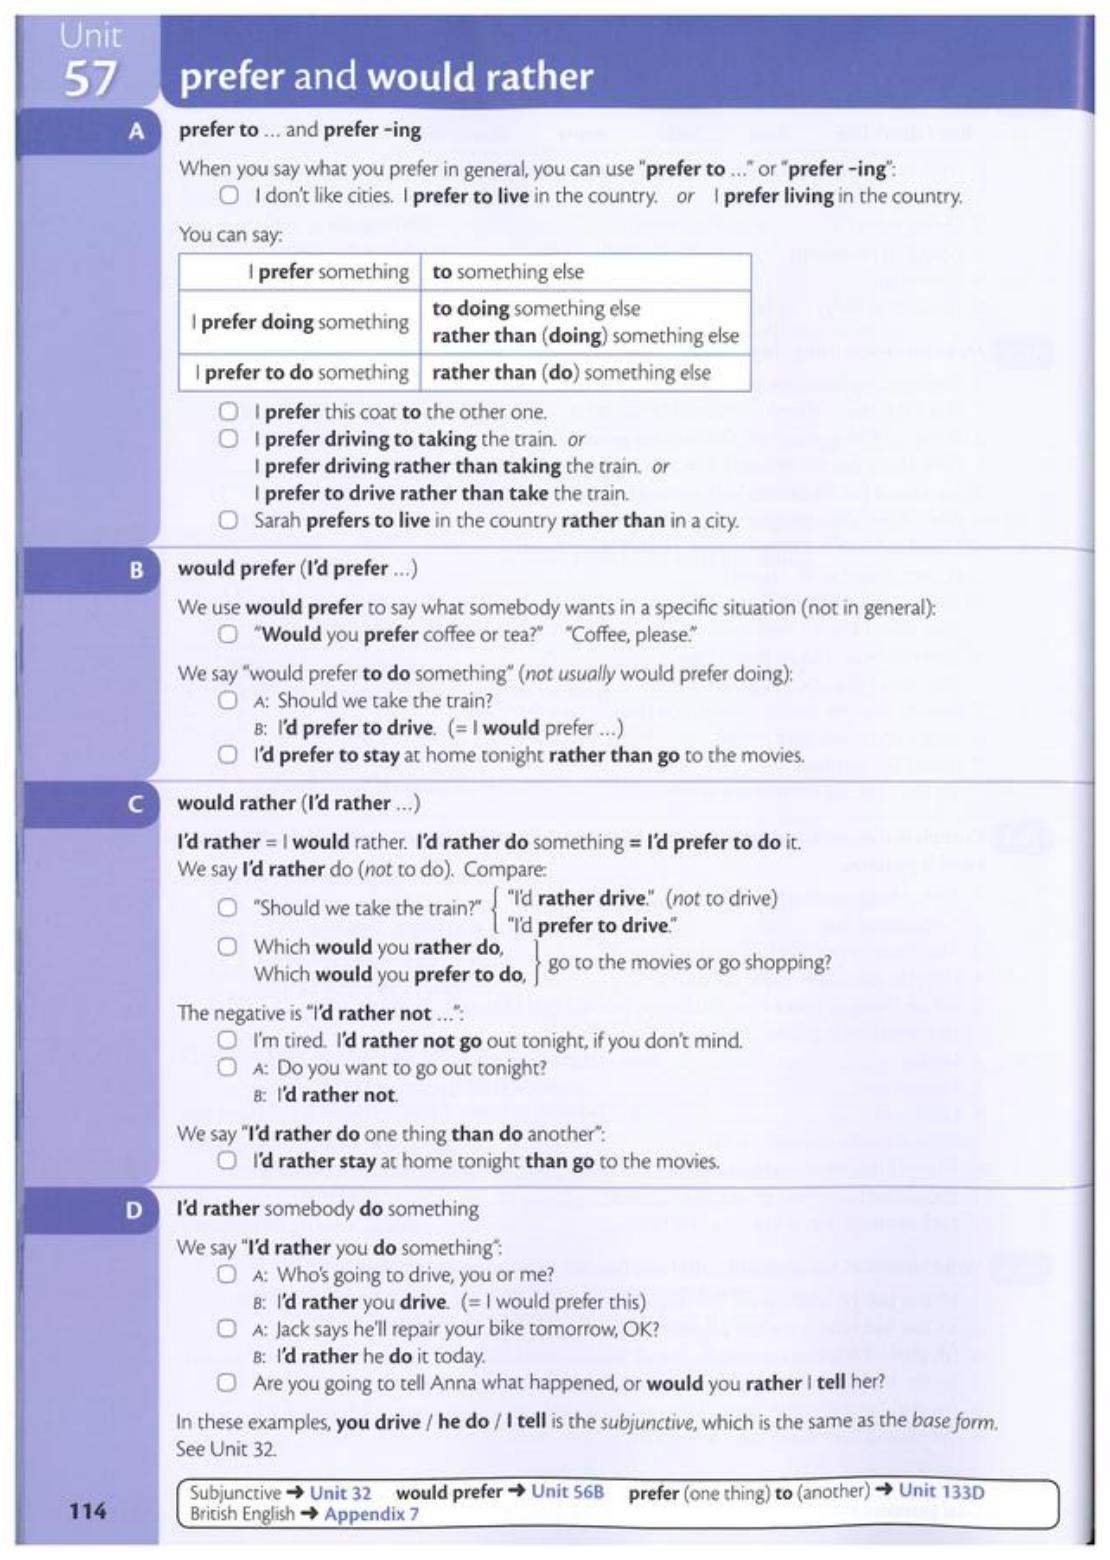 Unit
57
prefer and would rather
A
prefer to ... and prefer -ing
When you say what you prefer in general, you can use "prefer to ..." or "prefer -ing":
I don't like cities. I prefer to live in the country. or I prefer living in the country.
You can say:
I prefer something to something else
I prefer doing something to doing something else
rather than (doing) something else
I prefer to do something rather than (do) something else
I prefer this coat to the other one.
I prefer driving to taking the train. or
I prefer driving rather than taking the train. or
I prefer to drive rather than take the train.
Sarah prefers to live in the country rather than in a city.
B
would prefer (I'd prefer ...)
We use would prefer to say what somebody wants in a specific situation (not in general):
"Would you prefer coffee or tea?" "Coffee, please."
We say "would prefer to do something" (not usually would prefer doing):
A: Should we take the train?
B: I'd prefer to drive. (= I would prefer ...)
I'd prefer to stay at home tonight rather than go to the movies.
C
would rather (I'd rather ...)
I'd rather = I would rather. I'd rather do something = I'd prefer to do it.
We say I'd rather do (not to do). Compare:
"Should we take the train?" "I'd rather drive." (not to drive)
"I'd prefer to drive."
Which would you rather do,
Which would you prefer to do, go to the movies or go shopping?
The negative is "I'd rather not ...":
I'm tired. I'd rather not go out tonight, if you don't mind.
A: Do you want to go out tonight?
B: I'd rather not.
We say "I'd rather do one thing than do another":
I'd rather stay at home tonight than go to the movies.
D
I'd rather somebody do something
We say "I'd rather you do something":
A: Who's going to drive, you or me?
B: I'd rather you drive. (= I would prefer this)
A: Jack says he'll repair your bike tomorrow, OK?
B: I'd rather he do it today.
Are you going to tell Anna what happened, or would you rather I tell her?
In these examples, you drive / he do / I tell is the subjunctive, which is the same as the base form.
See Unit 32.
Subjunctive ➜ Unit 32 would prefer ➜ Unit 56B prefer (one thing) to (another) ➜ Unit 133D
British English ➜ Appendix 7
114